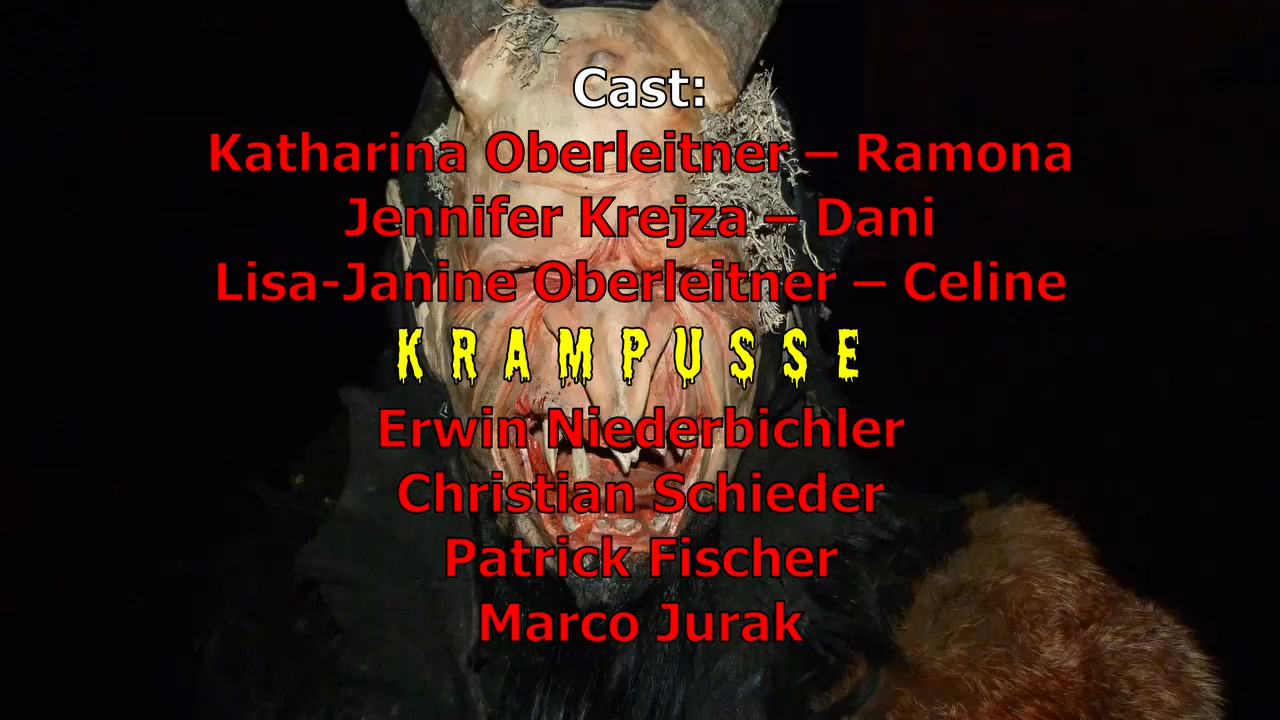 Cast:
Katharina Oberleitner – Ramona
Jennifer Krejza – Dani
Lisa-Janine Oberleitner – Celine
KRAMPUSSE
Erwin Niederbichler
Christian Schieder
Patrick Fischer
Marco Jurak